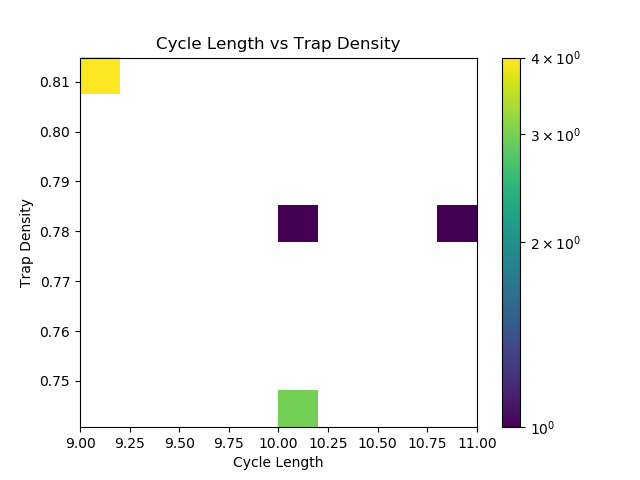 Cycle Length vs Trap Density
Trap Density
0.81
0.80
0.79
0.78
0.77
0.76
0.75
9.00 9.25 9.50 9.75 10.00 10.25 10.50 10.75 11.00
Cycle Length
4 × 10⁰
3 × 10⁰
2 × 10⁰
10⁰